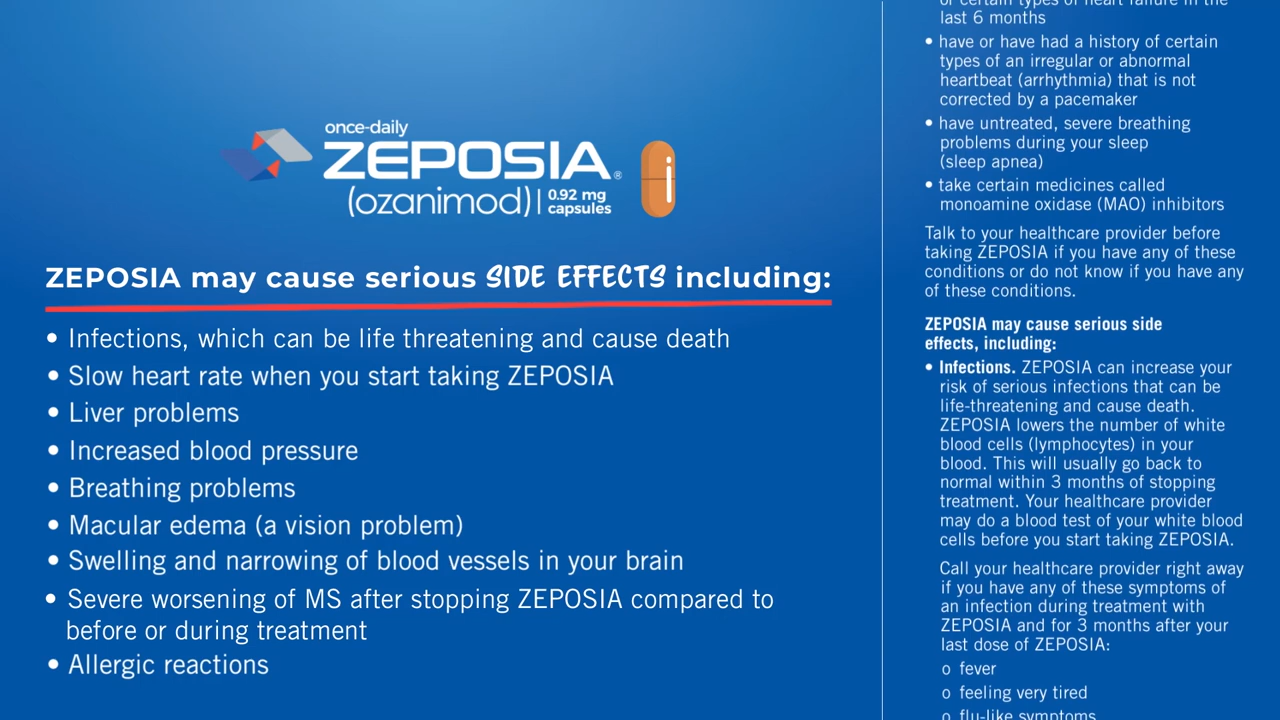 once-daily
ZEPOSIA®
(ozanimod) | 0.92 mg
capsules
ZEPOSIA may cause serious SIDE EFFECTS including:
• Infections, which can be life threatening and cause death
• Slow heart rate when you start taking ZEPOSIA
• Liver problems
• Increased blood pressure
• Breathing problems
• Macular edema (a vision problem)
• Swelling and narrowing of blood vessels in your brain
• Severe worsening of MS after stopping ZEPOSIA compared to
before or during treatment
• Allergic reactions
or certain types of heart failure in the
last 6 months
• have or have had a history of certain
types of an irregular or abnormal
heartbeat (arrhythmia) that is not
corrected by a pacemaker
• have untreated, severe breathing
problems during your sleep
(sleep apnea)
• take certain medicines called
monoamine oxidase (MAO) inhibitors
Talk to your healthcare provider before
taking ZEPOSIA if you have any of these
conditions or do not know if you have any
of these conditions.
ZEPOSIA may cause serious side
effects, including:
• Infections. ZEPOSIA can increase your
risk of serious infections that can be
life-threatening and cause death.
ZEPOSIA lowers the number of white
blood cells (lymphocytes) in your
blood. This will usually go back to
normal within 3 months of stopping
treatment. Your healthcare provider
may do a blood test of your white blood
cells before you start taking ZEPOSIA.
Call your healthcare provider right away
if you have any of these symptoms of
an infection during treatment with
ZEPOSIA and for 3 months after your
last dose of ZEPOSIA:
o fever
o feeling very tired
o flu-like symptoms